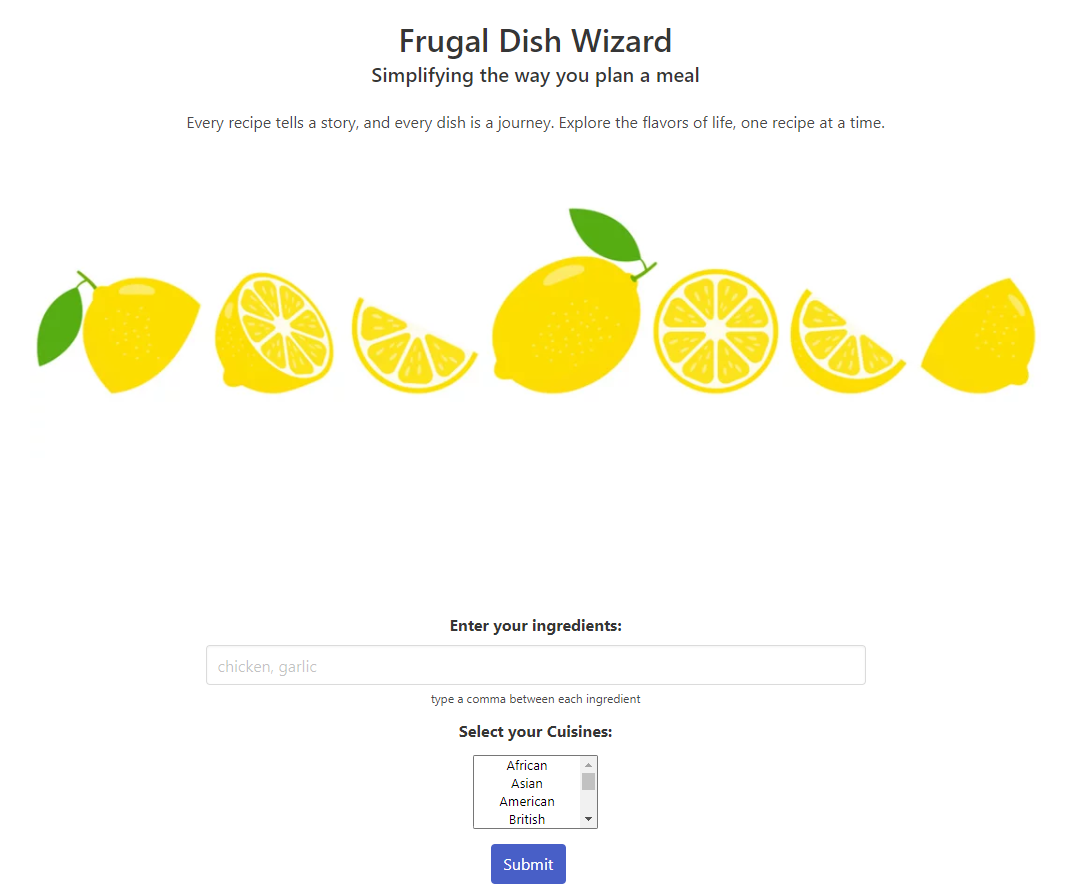 Frugal Dish Wizard
Simplifying the way you plan a meal
Every recipe tells a story, and every dish is a journey. Explore the flavors of life, one recipe at a time.
Enter your ingredients:
chicken, garlic
type a comma between each ingredient
Select your Cuisines:
African
Asian
American
British
Submit